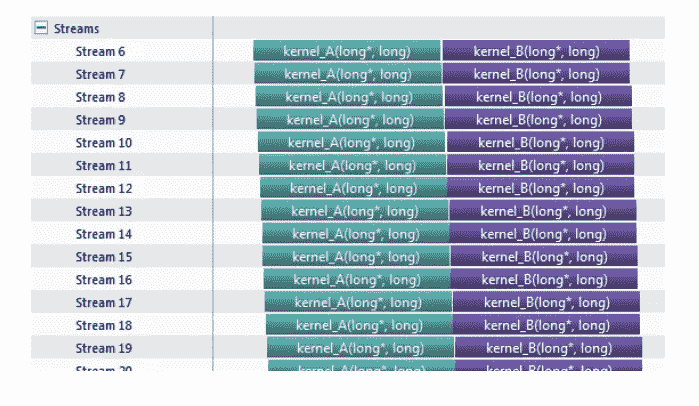 Streams
Stream 6 kernel_A(long*, long) kernel_B(long*, long)
Stream 7 kernel_A(long*, long) kernel_B(long*, long)
Stream 8 kernel_A(long*, long) kernel_B(long*, long)
Stream 9 kernel_A(long*, long) kernel_B(long*, long)
Stream 10 kernel_A(long*, long) kernel_B(long*, long)
Stream 11 kernel_A(long*, long) kernel_B(long*, long)
Stream 12 kernel_A(long*, long) kernel_B(long*, long)
Stream 13 kernel_A(long*, long) kernel_B(long*, long)
Stream 14 kernel_A(long*, long) kernel_B(long*, long)
Stream 15 kernel_A(long*, long) kernel_B(long*, long)
Stream 16 kernel_A(long*, long) kernel_B(long*, long)
Stream 17 kernel_A(long*, long) kernel_B(long*, long)
Stream 18 kernel_A(long*, long) kernel_B(long*, long)
Stream 19 kernel_A(long*, long) kernel_B(long*, long)
Stream 20 kernel_A(long*, long) kernel_B(long*, long)